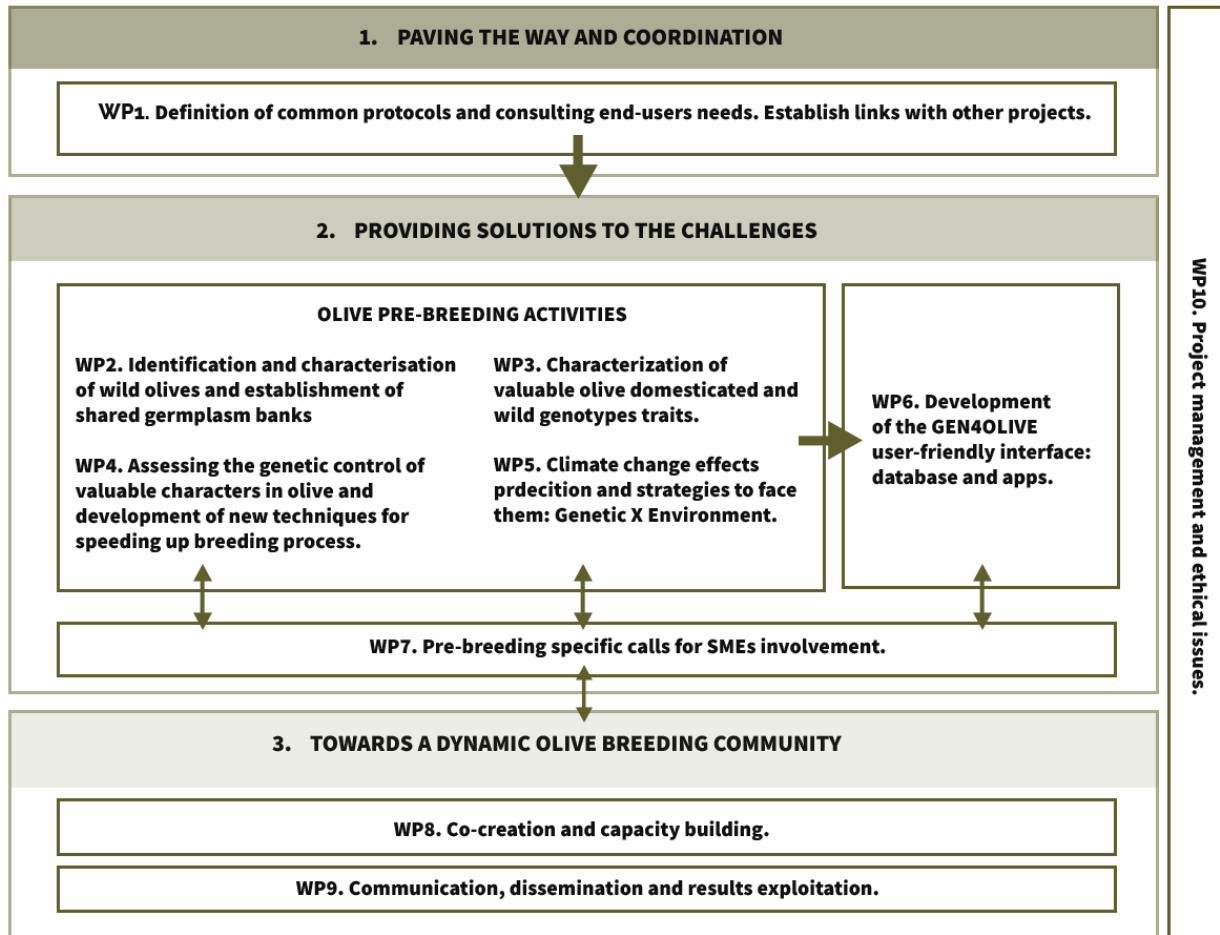 1. PAVING THE WAY AND COORDINATION
WP1. Definition of common protocols and consulting end-users needs. Establish links with other projects.
2. PROVIDING SOLUTIONS TO THE CHALLENGES
OLIVE PRE-BREEDING ACTIVITIES
WP2. Identification and characterisation
of wild olives and establishment of
shared germplasm banks
WP3. Characterization of
valuable olive domesticated and
wild genotypes traits.
WP4. Assessing the genetic control of
valuable characters in olive and
development of new techniques for
speeding up breeding process.
WP5. Climate change effects
prdecition and strategies to face
them: Genetic X Environment.
WP6. Development
of the GEN4OLIVE
user-friendly interface:
database and apps.
WP7. Pre-breeding specific calls for SMEs involvement.
3. TOWARDS A DYNAMIC OLIVE BREEDING COMMUNITY
WP8. Co-creation and capacity building.
WP9. Communication, dissemination and results exploitation.
WP10. Project management and ethical issues.